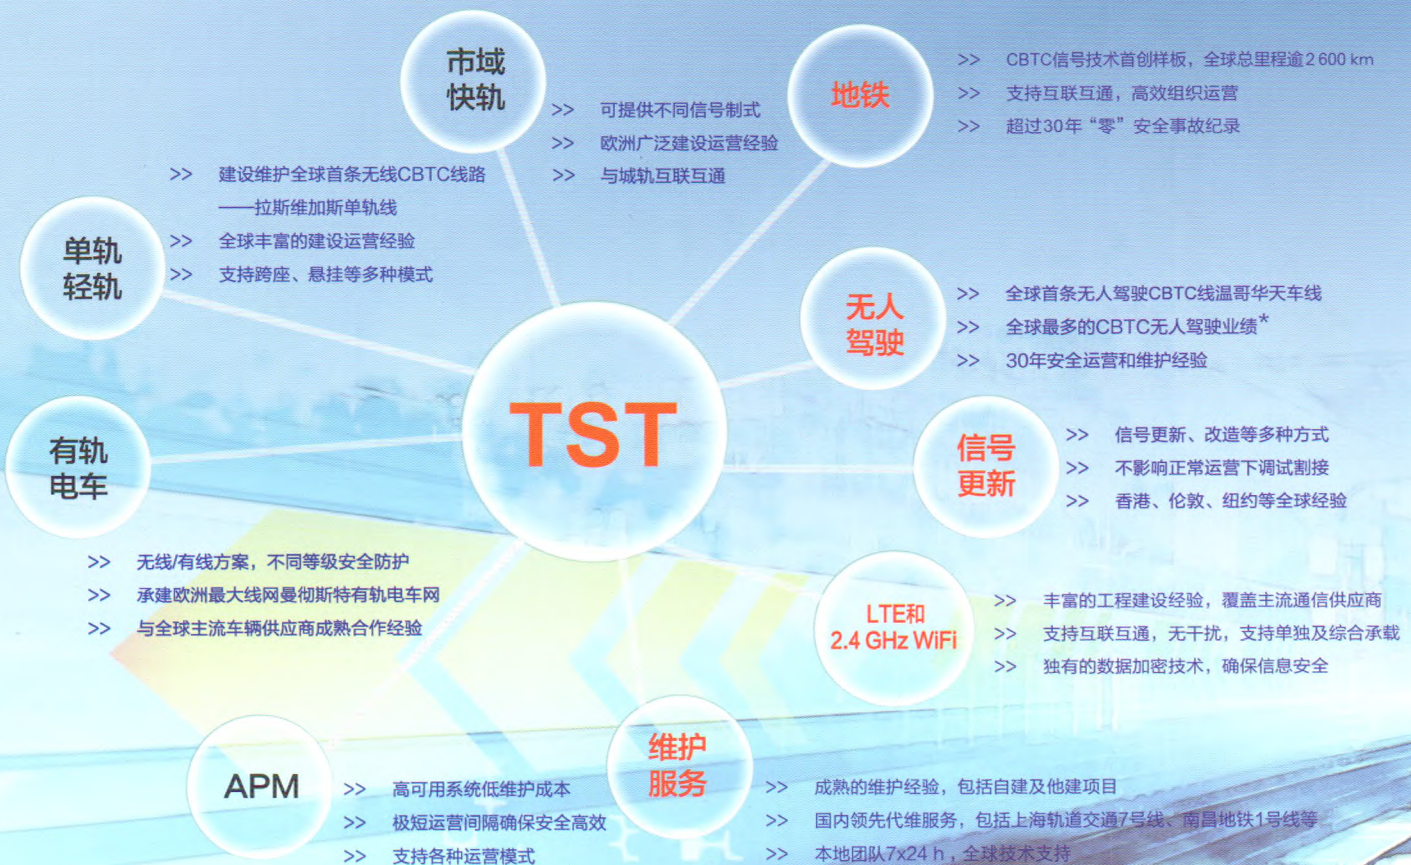 市域
快轨
>> 可提供不同信号制式
>> 欧洲广泛建设运营经验
>> 与城轨互联互通
地铁
>> CBTC信号技术首创样板，全球总里程逾2 600 km
>> 支持互联互通，高效组织运营
>> 超过30年“零”安全事故纪录
单轨
轻轨
>> 建设维护全球首条无线CBTC线路
——拉斯维加斯单轨线
>> 全球丰富的建设运营经验
>> 支持跨座、悬挂等多种模式
无人
驾驶
>> 全球首条无人驾驶CBTC线温哥华天车线
>> 全球最多的CBTC无人驾驶业绩*
>> 30年安全运营和维护经验
TST
有轨
电车
>> 无线/有线方案，不同等级安全防护
>> 承建欧洲最大线网曼彻斯特有轨电车网
>> 与全球主流车辆供应商成熟合作经验
信号
更新
>> 信号更新、改造等多种方式
>> 不影响正常运营下调试割接
>> 香港、伦敦、纽约等全球经验
LTE和
2.4 GHz WiFi
>> 丰富的工程建设经验，覆盖主流通信供应商
>> 支持互联互通，无干扰，支持单独及综合承载
>> 独有的数据加密技术，确保信息安全
APM
>> 高可用系统低维护成本
>> 极短运营间隔确保安全高效
>> 支持各种运营模式
维护
服务
>> 成熟的维护经验，包括自建及他建项目
>> 国内领先代维服务，包括上海轨道交通7号线、南昌地铁1号线等
>> 本地团队7x24 h，全球技术支持